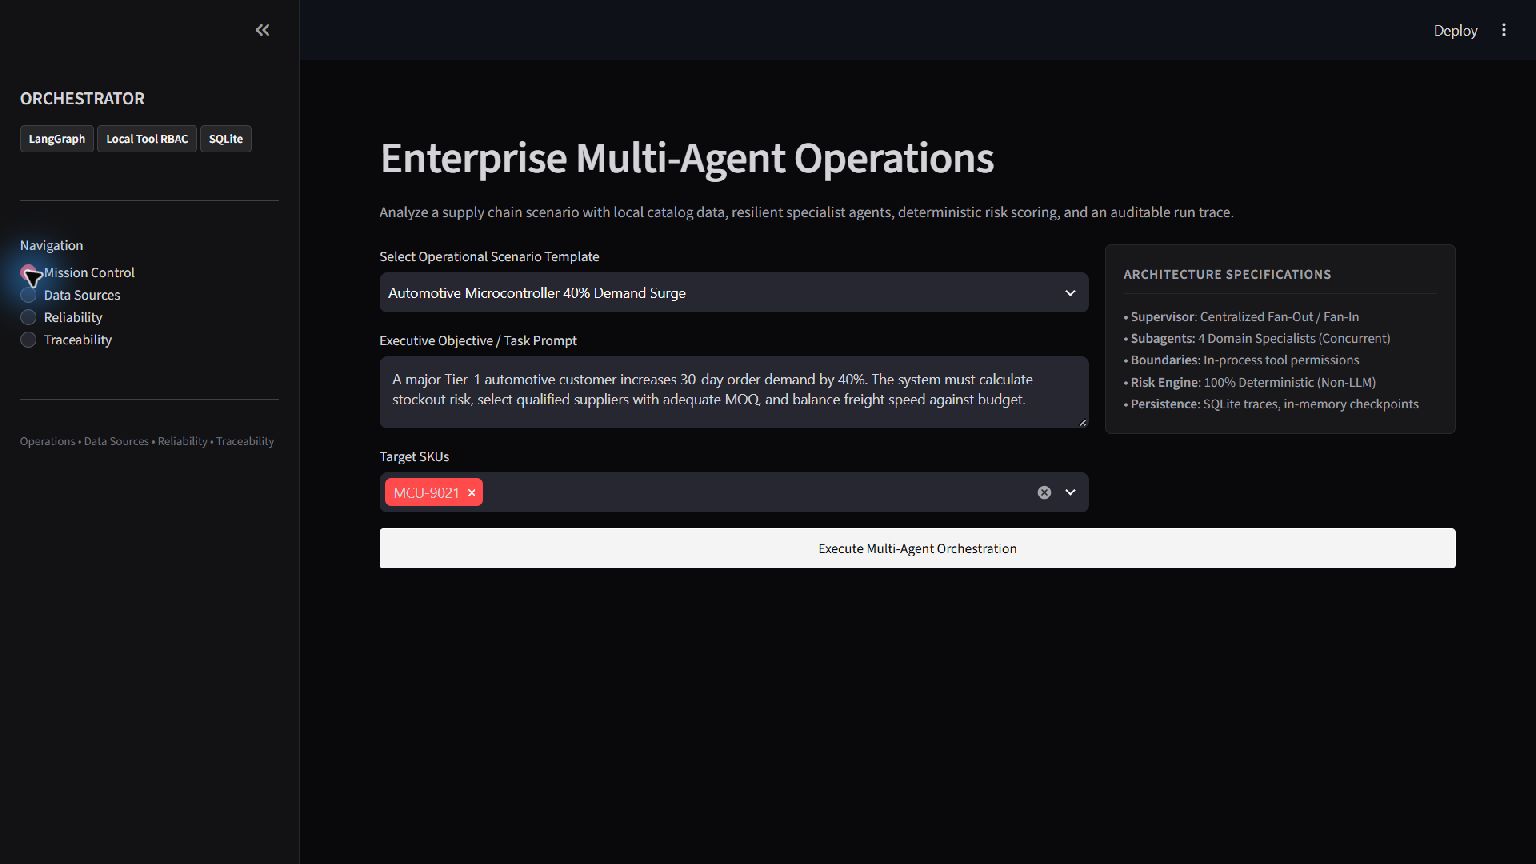 Deploy
ORCHESTRATOR
LangGraph Local Tool RBAC SQLite
Navigation
Mission Control
Data Sources
Reliability
Traceability
Operations • Data Sources • Reliability • Traceability
Enterprise Multi-Agent Operations
Analyze a supply chain scenario with local catalog data, resilient specialist agents, deterministic risk scoring, and an auditable run trace.
Select Operational Scenario Template
Automotive Microcontroller 40% Demand Surge
Executive Objective / Task Prompt
A major Tier-1 automotive customer increases 30-day order demand by 40%. The system must calculate
stockout risk, select qualified suppliers with adequate MOQ, and balance freight speed against budget.
Target SKUs
MCU-9021
Execute Multi-Agent Orchestration
ARCHITECTURE SPECIFICATIONS
• Supervisor: Centralized Fan-Out / Fan-In
• Subagents: 4 Domain Specialists (Concurrent)
• Boundaries: In-process tool permissions
• Risk Engine: 100% Deterministic (Non-LLM)
• Persistence: SQLite traces, in-memory checkpoints